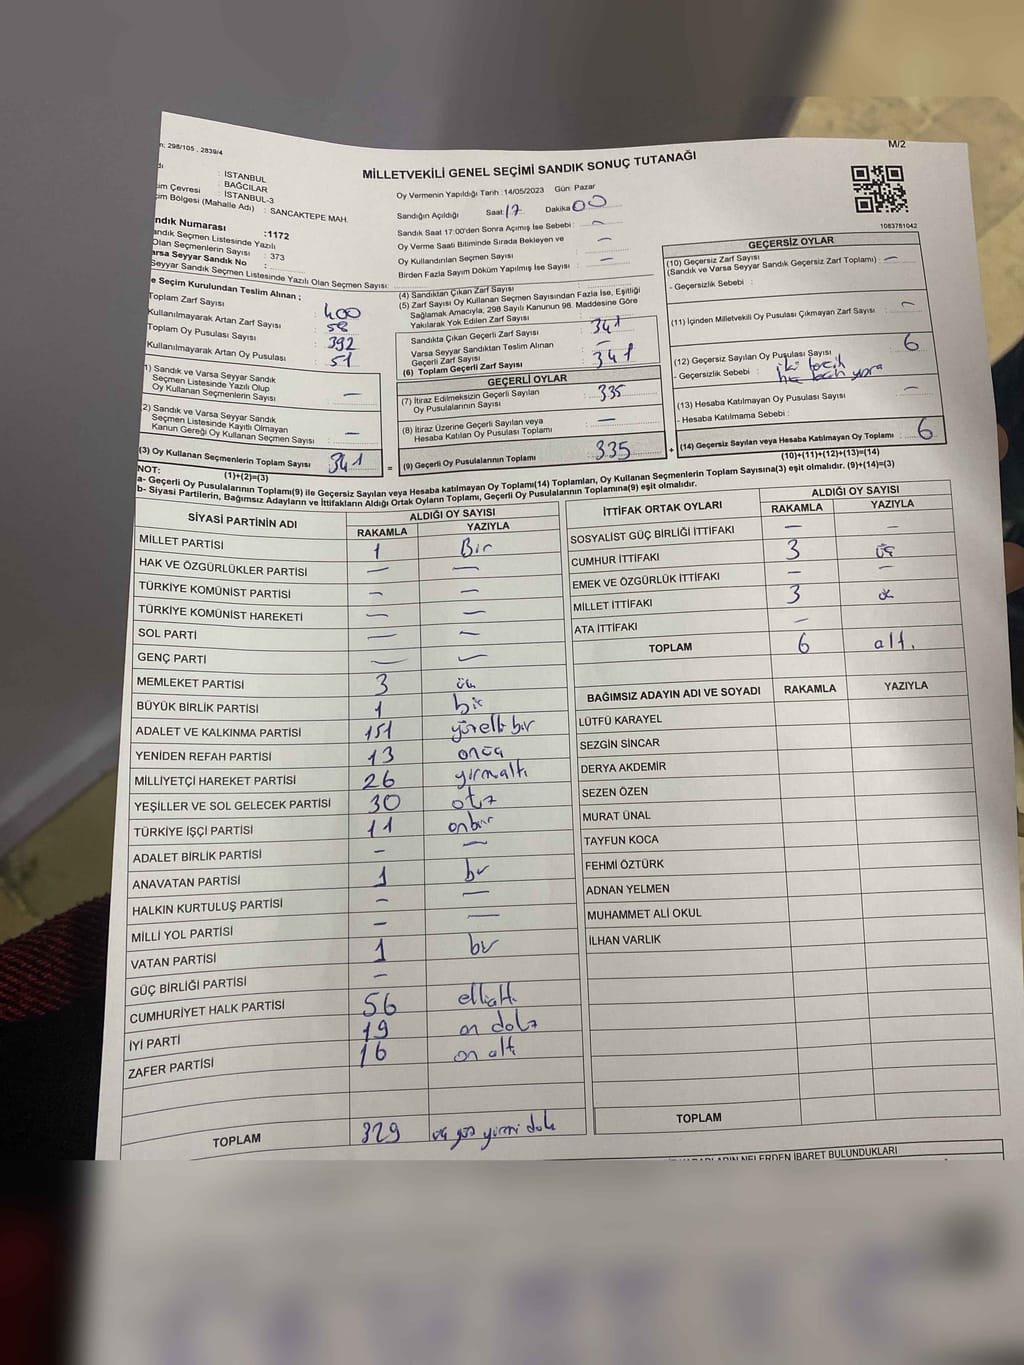 M/2
298/105 . 2839/4
MİLLETVEKİLİ GENEL SEÇİMİ SANDIK SONUÇ TUTANAĞI
: İSTANBUL
: BAĞCILAR
im Çevresi : İSTANBUL-3
im Bölgesi (Mahalle Adı) : SANCAKTEPE MAH.
ndık Numarası :1172
andık Seçmen Listesinde Yazılı
Olan Seçmenlerin Sayısı : 373
arsa Seyyar Sandık No :
Seyyar Sandık Seçmen Listesinde Yazılı Olan Seçmen Sayısı:
e Seçim Kurulundan Teslim Alınan ;
Toplam Zarf Sayısı : 400
Kullanılmayarak Artan Zarf Sayısı : 58
Toplam Oy Pusulası Sayısı : 392
Kullanılmayarak Artan Oy Pusulası : 51
1) Sandık ve Varsa Seyyar Sandık
Seçmen Listesinde Yazılı Olup
Oy Kullanan Seçmenlerin Sayısı : —
2) Sandık ve Varsa Seyyar Sandık
Seçmen Listesinde Kayıtlı Olmayan
Kanun Gereği Oy Kullanan Seçmen Sayısı : —
(3) Oy Kullanan Seçmenlerin Toplam Sayısı : 341
(1)+(2)=(3)
Oy Vermenin Yapıldığı Tarih : 14/05/2023 Gün: Pazar
Sandığın Açıldığı Saat: 17 Dakika 00
Sandık Saat 17:00'den Sonra Açımış İse Sebebi : —
Oy Verme Saati Bitiminde Sırada Bekleyen ve
Oy Kullandırılan Seçmen Sayısı : —
Birden Fazla Sayım Döküm Yapılmış İse Sayısı : —
(4) Sandıktan Çıkan Zarf Sayısı :
(5) Zarf Sayısı Oy Kullanan Seçmen Sayısından Fazla İse, Eşitliği
Sağlamak Amacıyla, 298 Sayılı Kanunun 98. Maddesine Göre
Yakılarak Yok Edilen Zarf Sayısı :
Sandıkta Çıkan Geçerli Zarf Sayısı : 341
Varsa Seyyar Sandıktan Teslim Alınan
Geçerli Zarf Sayısı : —
(6) Toplam Geçerli Zarf Sayısı : 341
GEÇERLİ OYLAR
(7) İtiraz Edilmeksizin Geçerli Sayılan
Oy Pusulalarının Sayısı : 335
(8) İtiraz Üzerine Geçerli Sayılan veya
Hesaba Katılan Oy Pusulası Toplamı : —
= (9) Geçerli Oy Pusulalarının Toplamı : 335
1083781042
GEÇERSİZ OYLAR
(10) Geçersiz Zarf Sayısı
(Sandık ve Varsa Seyyar Sandık Geçersiz Zarf Toplamı) : —
- Geçersizlik Sebebi :
(11) İçinden Milletvekili Oy Pusulası Çıkmayan Zarf Sayısı : —
(12) Geçersiz Sayılan Oy Pusulası Sayısı : 6
- Geçersizlik Sebebi :
(13) Hesaba Katılmayan Oy Pusulası Sayısı : —
- Hesaba Katılmama Sebebi :
+ (14) Geçersiz Sayılan veya Hesaba Katılmayan Oy Toplamı : 6
(10)+(11)+(12)+(13)=(14)
NOT:
a- Geçerli Oy Pusulalarının Toplamı(9) ile Geçersiz Sayılan veya Hesaba katılmayan Oy Toplamı(14) Toplamları, Oy Kullanan Seçmenlerin Toplam Sayısına(3) eşit olmalıdır. (9)+(14)=(3)
b- Siyasi Partilerin, Bağımsız Adayların ve İttifakların Aldığı Ortak Oyların Toplamı, Geçerli Oy Pusulalarının Toplamına(9) eşit olmalıdır.
SİYASİ PARTİNİN ADI ALDIĞI OY SAYISI
RAKAMLA YAZIYLA
MİLLET PARTİSİ 1 Bir
HAK VE ÖZGÜRLÜKLER PARTİSİ — —
TÜRKİYE KOMÜNİST PARTİSİ — —
TÜRKİYE KOMÜNİST HAREKETİ — —
SOL PARTİ — —
GENÇ PARTİ — —
MEMLEKET PARTİSİ 3 üç
BÜYÜK BİRLİK PARTİSİ 1 bir
ADALET VE KALKINMA PARTİSİ 151 yüzelli bir
YENİDEN REFAH PARTİSİ 13 onüç
MİLLİYETÇİ HAREKET PARTİSİ 26 yirmialtı
YEŞİLLER VE SOL GELECEK PARTİSİ 30 otuz
TÜRKİYE İŞÇİ PARTİSİ 11 onbir
ADALET BİRLİK PARTİSİ — —
ANAVATAN PARTİSİ 1 bir
HALKIN KURTULUŞ PARTİSİ — —
MİLLİ YOL PARTİSİ — —
VATAN PARTİSİ 1 bir
GÜÇ BİRLİĞİ PARTİSİ —
CUMHURİYET HALK PARTİSİ 56 ellialtı
İYİ PARTİ 19 on dokuz
ZAFER PARTİSİ 16 on altı
TOPLAM 329 üç yüz yirmi dokuz
İTTİFAK ORTAK OYLARI ALDIĞI OY SAYISI
RAKAMLA YAZIYLA
SOSYALİST GÜÇ BİRLİĞİ İTTİFAKI — —
CUMHUR İTTİFAKI 3 üç
EMEK VE ÖZGÜRLÜK İTTİFAKI — —
MİLLET İTTİFAKI 3 üç
ATA İTTİFAKI —
TOPLAM 6 altı
BAĞIMSIZ ADAYIN ADI VE SOYADI RAKAMLA YAZIYLA
LÜTFÜ KARAYEL
SEZGİN SİNCAR
DERYA AKDEMİR
SEZEN ÖZEN
MURAT ÜNAL
TAYFUN KOCA
FEHMİ ÖZTÜRK
ADNAN YELMEN
MUHAMMET ALİ OKUL
İLHAN VARLIK
TOPLAM
NELERDEN İBARET BULUNDUKLARI